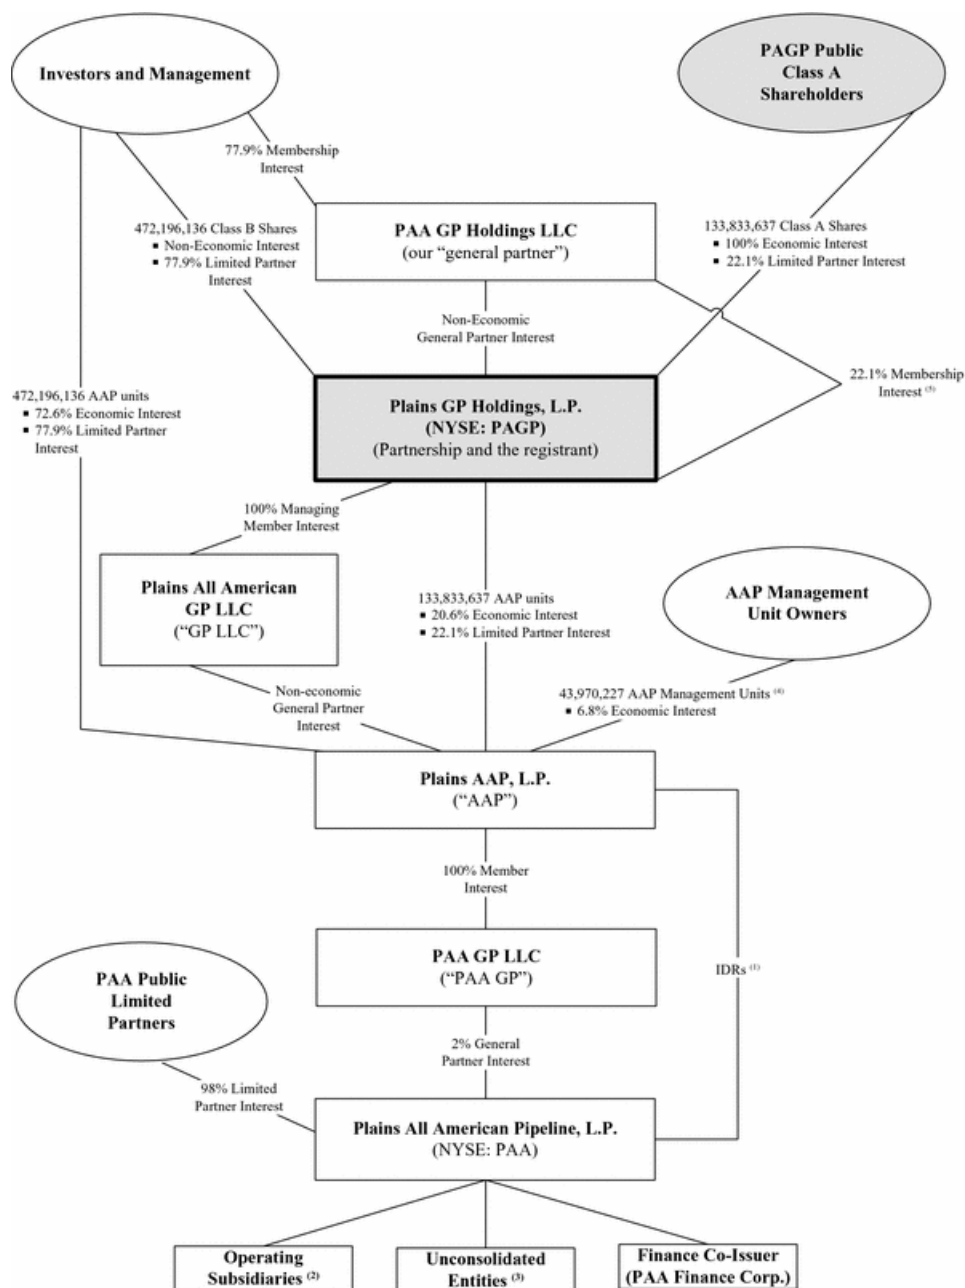 Investors and Management
PAGP Public
Class A
Shareholders
77.9% Membership
Interest
472,196,136 Class B Shares
▪ Non-Economic Interest
▪ 77.9% Limited Partner
Interest
PAA GP Holdings LLC
(our “general partner”)
133,833,637 Class A Shares
▪ 100% Economic Interest
▪ 22.1% Limited Partner Interest
Non-Economic
General Partner Interest
472,196,136 AAP units
▪ 72.6% Economic Interest
▪ 77.9% Limited Partner
Interest
Plains GP Holdings, L.P.
(NYSE: PAGP)
(Partnership and the registrant)
22.1% Membership
Interest (5)
100% Managing
Member Interest
Plains All American
GP LLC
(“GP LLC”)
133,833,637 AAP units
▪ 20.6% Economic Interest
▪ 22.1% Limited Partner Interest
AAP Management
Unit Owners
Non-economic
General Partner
Interest
43,970,227 AAP Management Units (4)
▪ 6.8% Economic Interest
Plains AAP, L.P.
(“AAP”)
100% Member
Interest
PAA GP LLC
(“PAA GP”)
IDRs (1)
PAA Public
Limited
Partners
2% General
Partner Interest
98% Limited
Partner Interest
Plains All American Pipeline, L.P.
(NYSE: PAA)
Operating
Subsidiaries (2)
Unconsolidated
Entities (3)
Finance Co-Issuer
(PAA Finance Corp.)